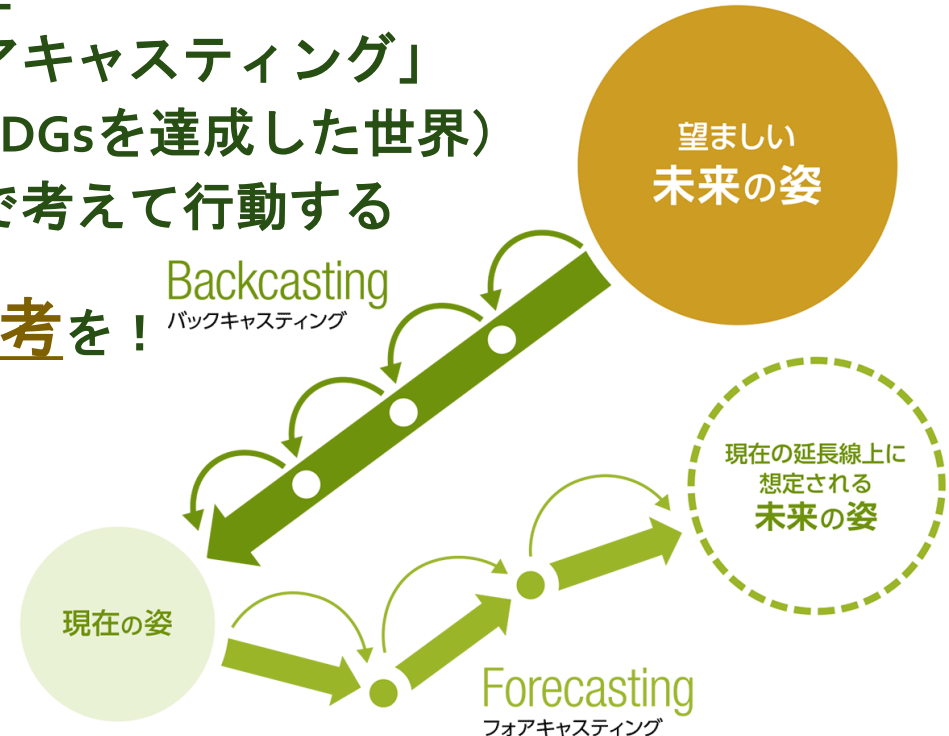 アキャスティング」
DGsを達成した世界）
で考えて行動する
考を！
Backcasting
バックキャスティング
望ましい
未来の姿
現在の延長線上に
想定される
未来の姿
現在の姿
Forecasting
フォアキャスティング